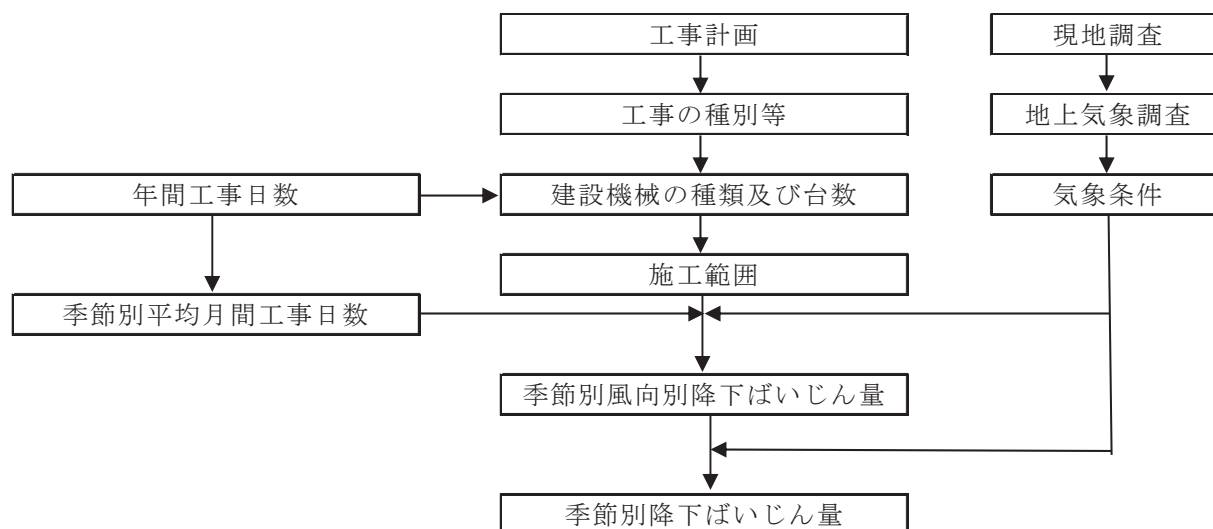 工事計画
現地調査
工事の種別等
地上気象調査
年間工事日数
建設機械の種類及び台数
気象条件
施工範囲
季節別平均月間工事日数
季節別風向別降下ばいじん量
季節別降下ばいじん量